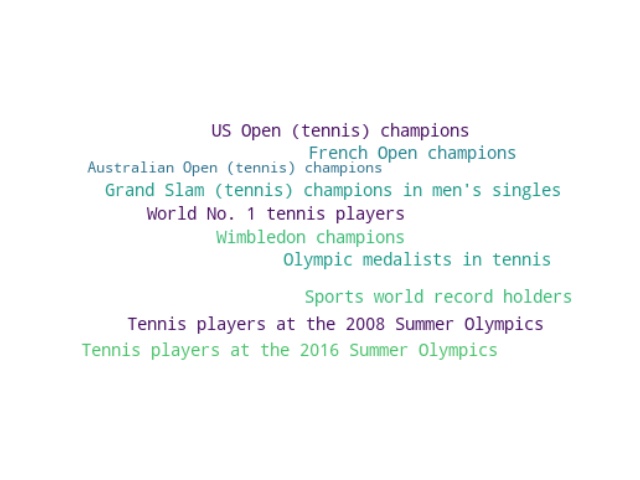 US Open (tennis) champions
French Open champions
Australian Open (tennis) champions
Grand Slam (tennis) champions in men's singles
World No. 1 tennis players
Wimbledon champions
Olympic medalists in tennis
Sports world record holders
Tennis players at the 2008 Summer Olympics
Tennis players at the 2016 Summer Olympics